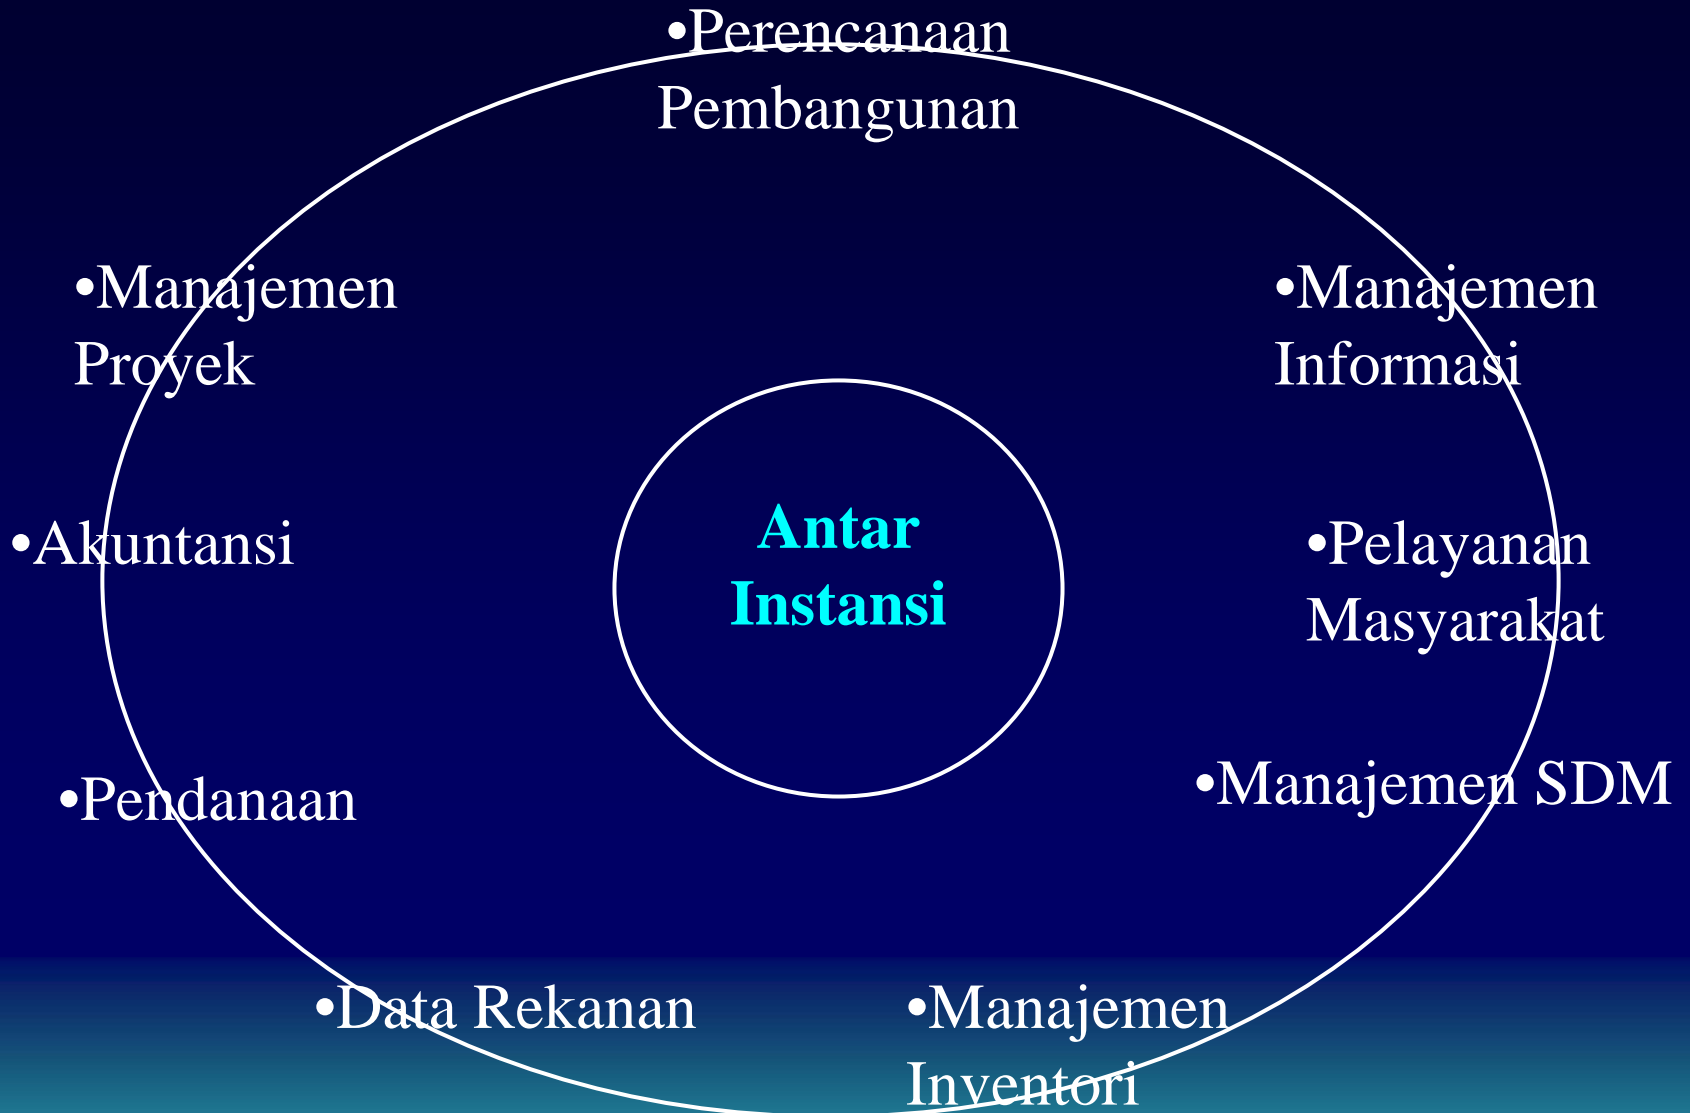 •Perencanaan
Pembangunan
•Manajemen
Proyek
•Manajemen
Informasi
Antar
Instansi
•Akuntansi
•Pelayanan
Masyarakat
•Pendanaan
•Manajemen SDM
•Data Rekanan
•Manajemen
Inventori